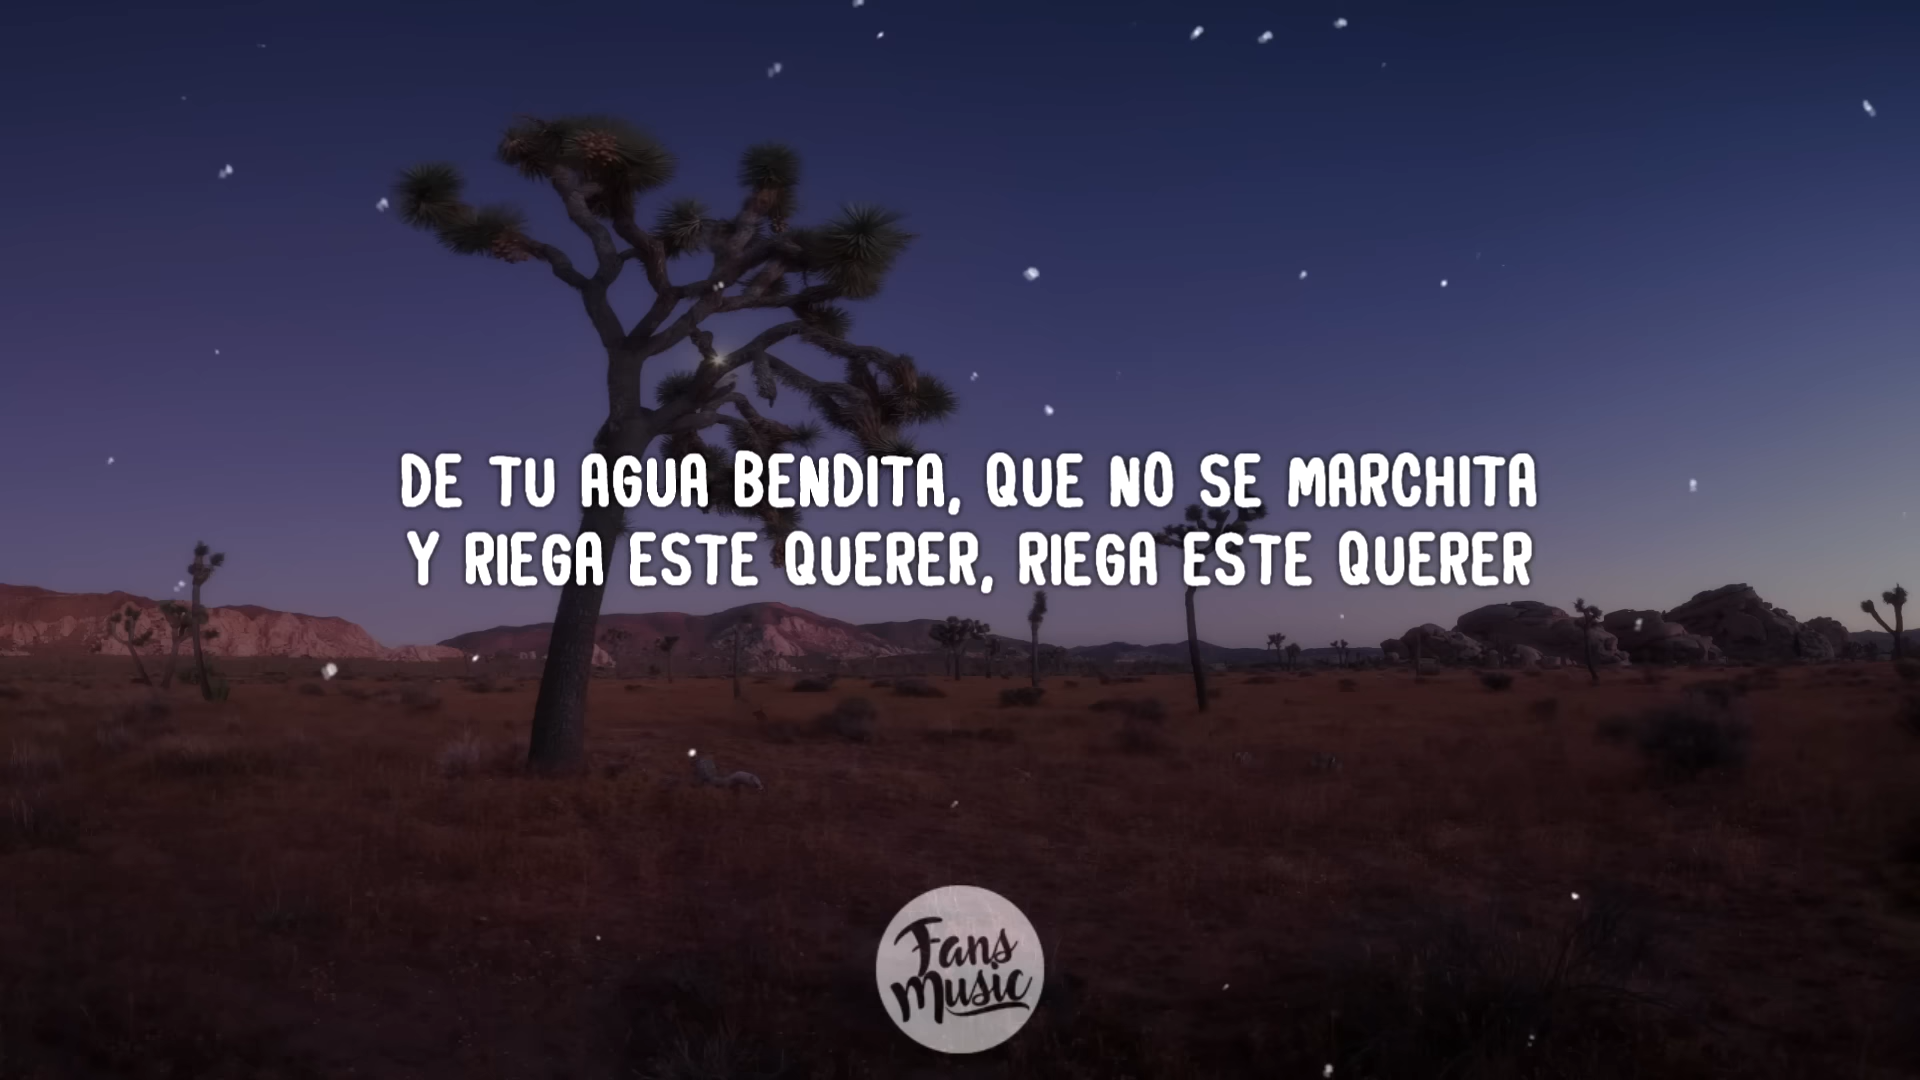 DE TU AGUA BENDITA, QUE NO SE MARCHITA
Y RIEGA ESTE QUERER, RIEGA ESTE QUERER
Fans
Music